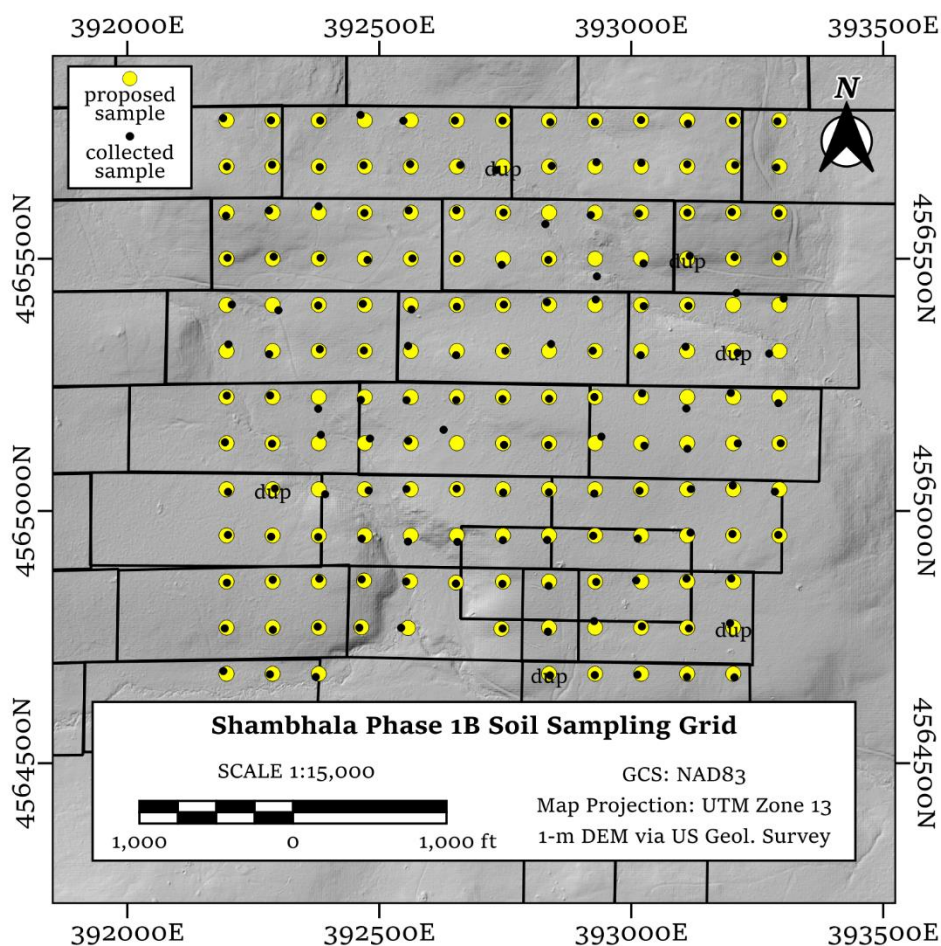 392000E 392500E 393000E 393500E
N
proposed
sample
collected
sample
dup
4565500N 4565500N
dup
dup
4565000N 4565000N
dup
dup
dup
4564500N 4564500N
Shambhala Phase 1B Soil Sampling Grid
SCALE 1:15,000
GCS: NAD83
Map Projection: UTM Zone 13
1-m DEM via US Geol. Survey
1,000 0 1,000 ft
392000E 392500E 393000E 393500E